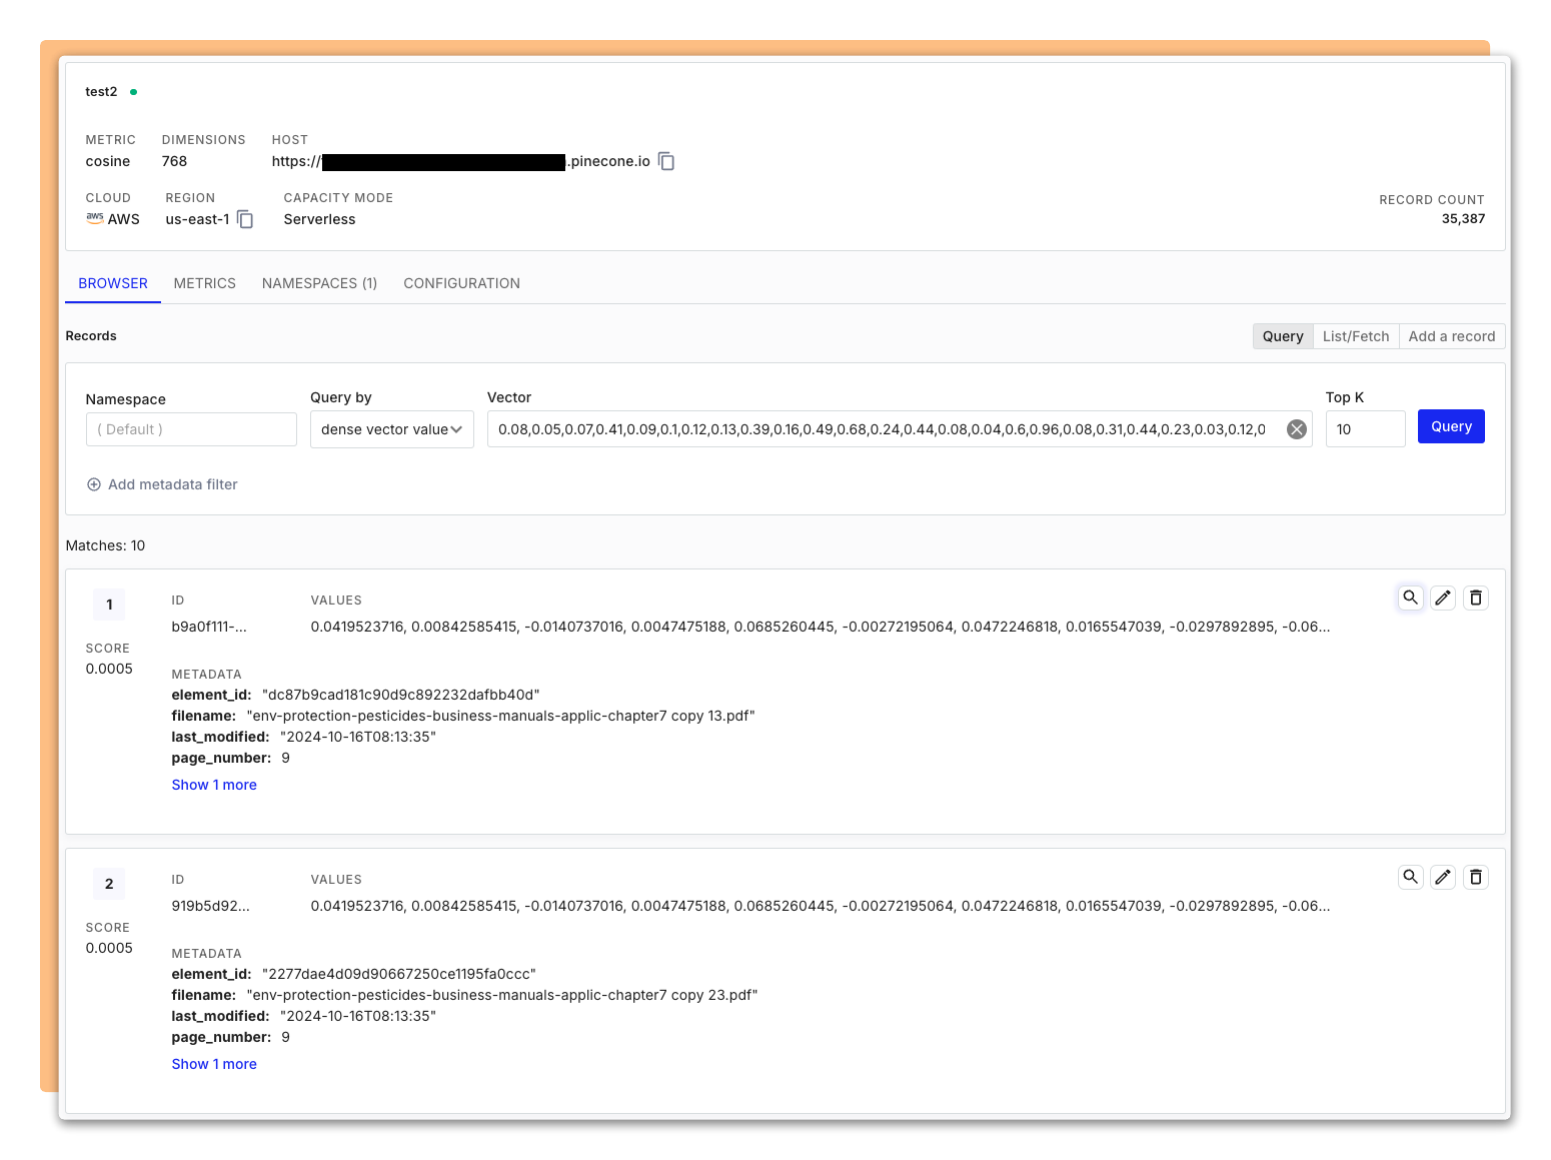 test2
METRIC DIMENSIONS HOST
cosine 768 https:// .pinecone.io
CLOUD REGION CAPACITY MODE RECORD COUNT
aws AWS us-east-1 Serverless 35,387
BROWSER METRICS NAMESPACES (1) CONFIGURATION
Records Query List/Fetch Add a record
Namespace Query by Vector Top K
( Default ) dense vector value 0.08,0.05,0.07,0.41,0.09,0.1,0.12,0.13,0.39,0.16,0.49,0.68,0.24,0.44,0.08,0.04,0.6,0.96,0.08,0.31,0.44,0.23,0.03,0.12,0 10 Query
Add metadata filter
Matches: 10
1 ID VALUES
b9a0f111-... 0.0419523716, 0.00842585415, -0.0140737016, 0.0047475188, 0.0685260445, -0.00272195064, 0.0472246818, 0.0165547039, -0.0297892895, -0.06...
SCORE
0.0005
METADATA
element_id: "dc87b9cad181c90d9c892232dafbb40d"
filename: "env-protection-pesticides-business-manuals-applic-chapter7 copy 13.pdf"
last_modified: "2024-10-16T08:13:35"
page_number: 9
Show 1 more
2 ID VALUES
919b5d92... 0.0419523716, 0.00842585415, -0.0140737016, 0.0047475188, 0.0685260445, -0.00272195064, 0.0472246818, 0.0165547039, -0.0297892895, -0.06...
SCORE
0.0005
METADATA
element_id: "2277dae4d09d90667250ce1195fa0ccc"
filename: "env-protection-pesticides-business-manuals-applic-chapter7 copy 23.pdf"
last_modified: "2024-10-16T08:13:35"
page_number: 9
Show 1 more